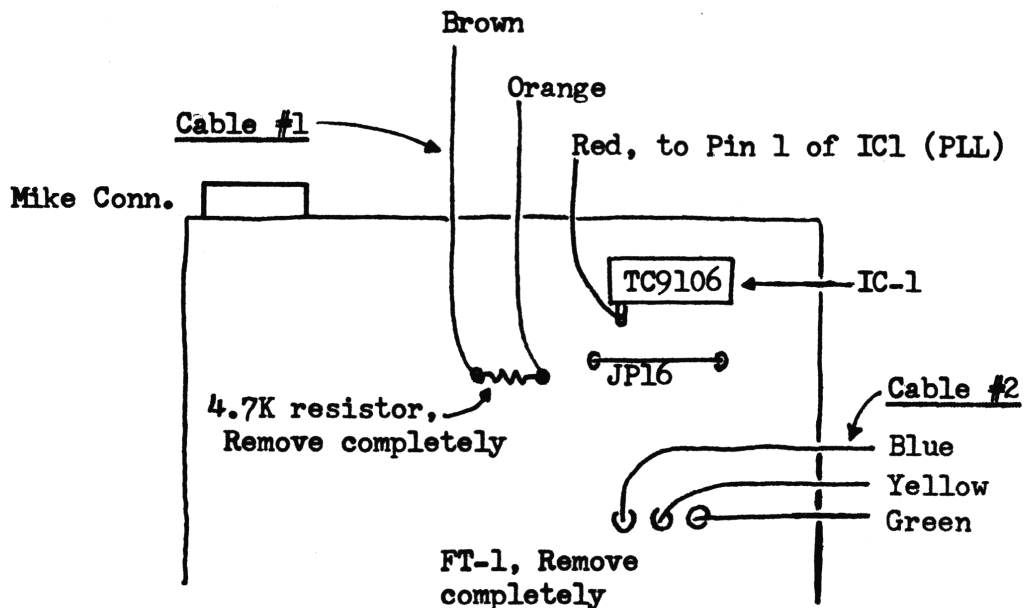 Brown
Orange
Cable #1
Red, to Pin 1 of IC1 (PLL)
Mike Conn.
TC9106
IC-1
JP16
4.7K resistor,
Remove completely
Cable #2
Blue
Yellow
Green
FT-1, Remove
completely